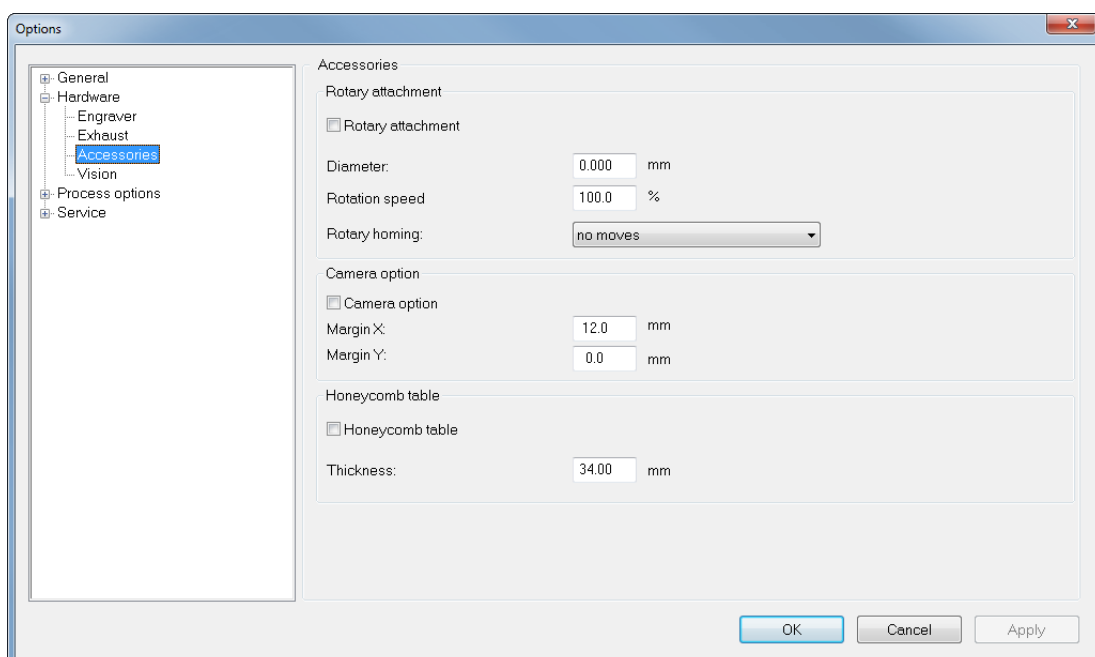 Options
General
Hardware
Engraver
Exhaust
Accessories
Vision
Process options
Service
Accessories
Rotary attachment
Rotary attachment
Diameter: 0.000 mm
Rotation speed 100.0 %
Rotary homing: no moves
Camera option
Camera option
Margin X: 12.0 mm
Margin Y: 0.0 mm
Honeycomb table
Honeycomb table
Thickness: 34.00 mm
OK Cancel Apply